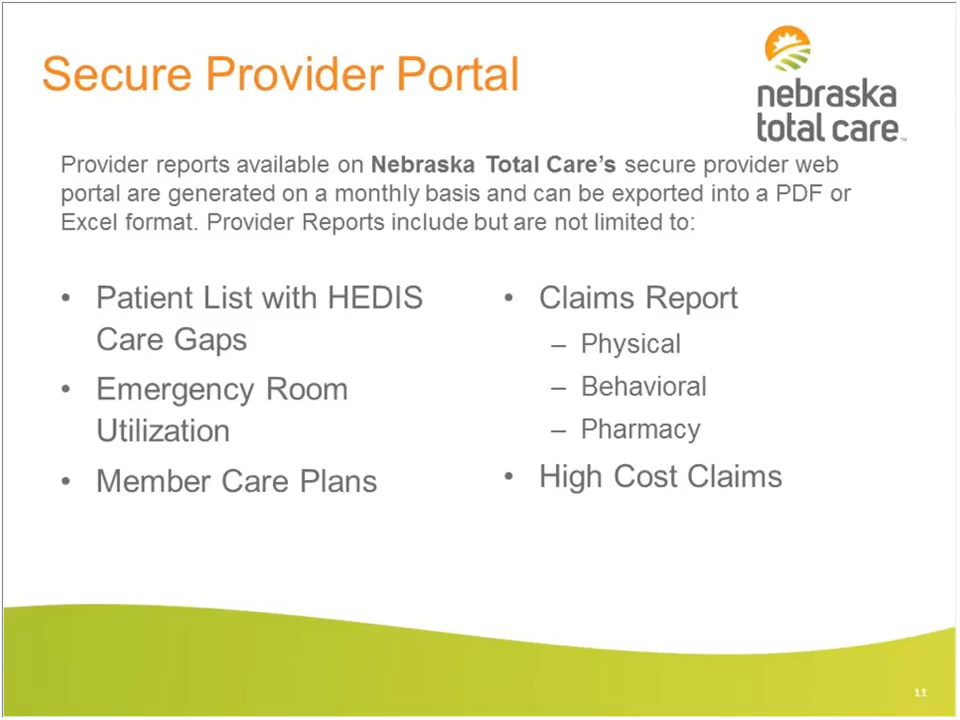 Secure Provider Portal
nebraska
total care™
Provider reports available on Nebraska Total Care’s secure provider web
portal are generated on a monthly basis and can be exported into a PDF or
Excel format. Provider Reports include but are not limited to:
• Patient List with HEDIS
Care Gaps
• Emergency Room
Utilization
• Member Care Plans
• Claims Report
– Physical
– Behavioral
– Pharmacy
• High Cost Claims
11